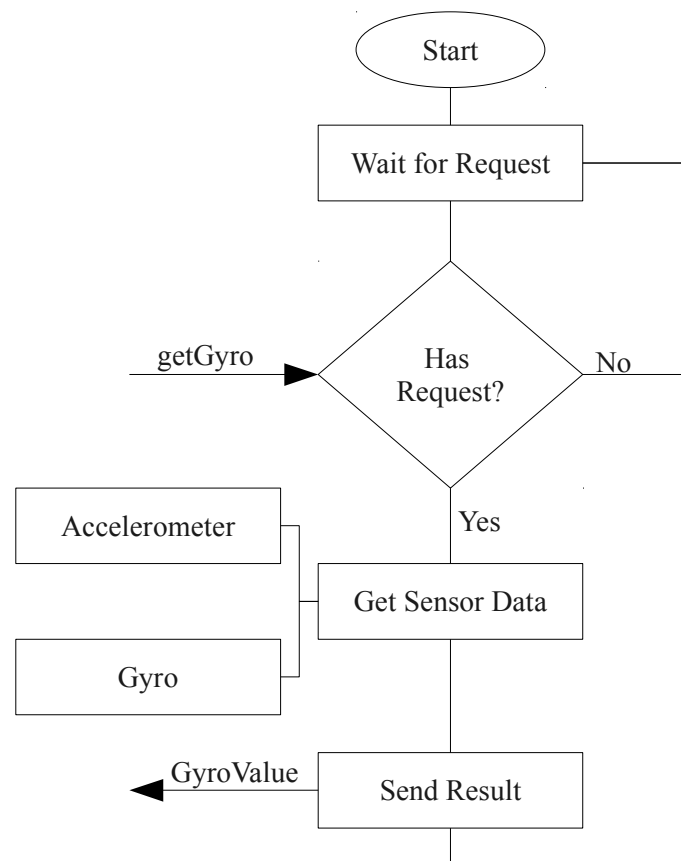 Start
Wait for Request
getGyro
Has
Request?
No
Yes
Accelerometer
Get Sensor Data
Gyro
GyroValue
Send Result